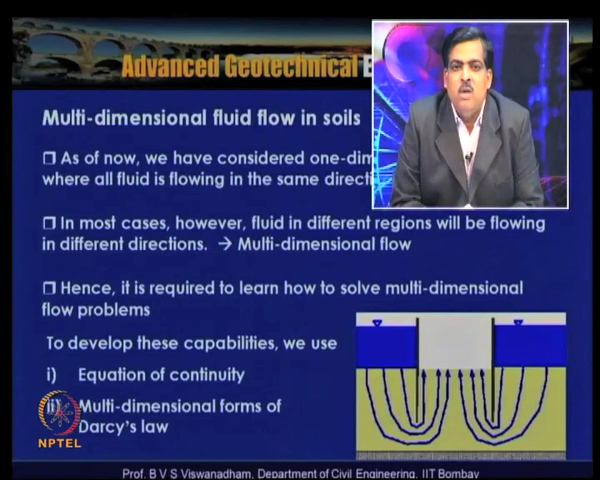 Advanced Geotechnical E
Multi-dimensional fluid flow in soils
❒ As of now, we have considered one-dim
where all fluid is flowing in the same directi
❒ In most cases, however, fluid in different regions will be flowing
in different directions. → Multi-dimensional flow
❒ Hence, it is required to learn how to solve multi-dimensional
flow problems
To develop these capabilities, we use
i) Equation of continuity
ii) Multi-dimensional forms of
Darcy's law
NPTEL
Prof. B V S Viswanadham, Department of Civil Engineering, IIT Bombay